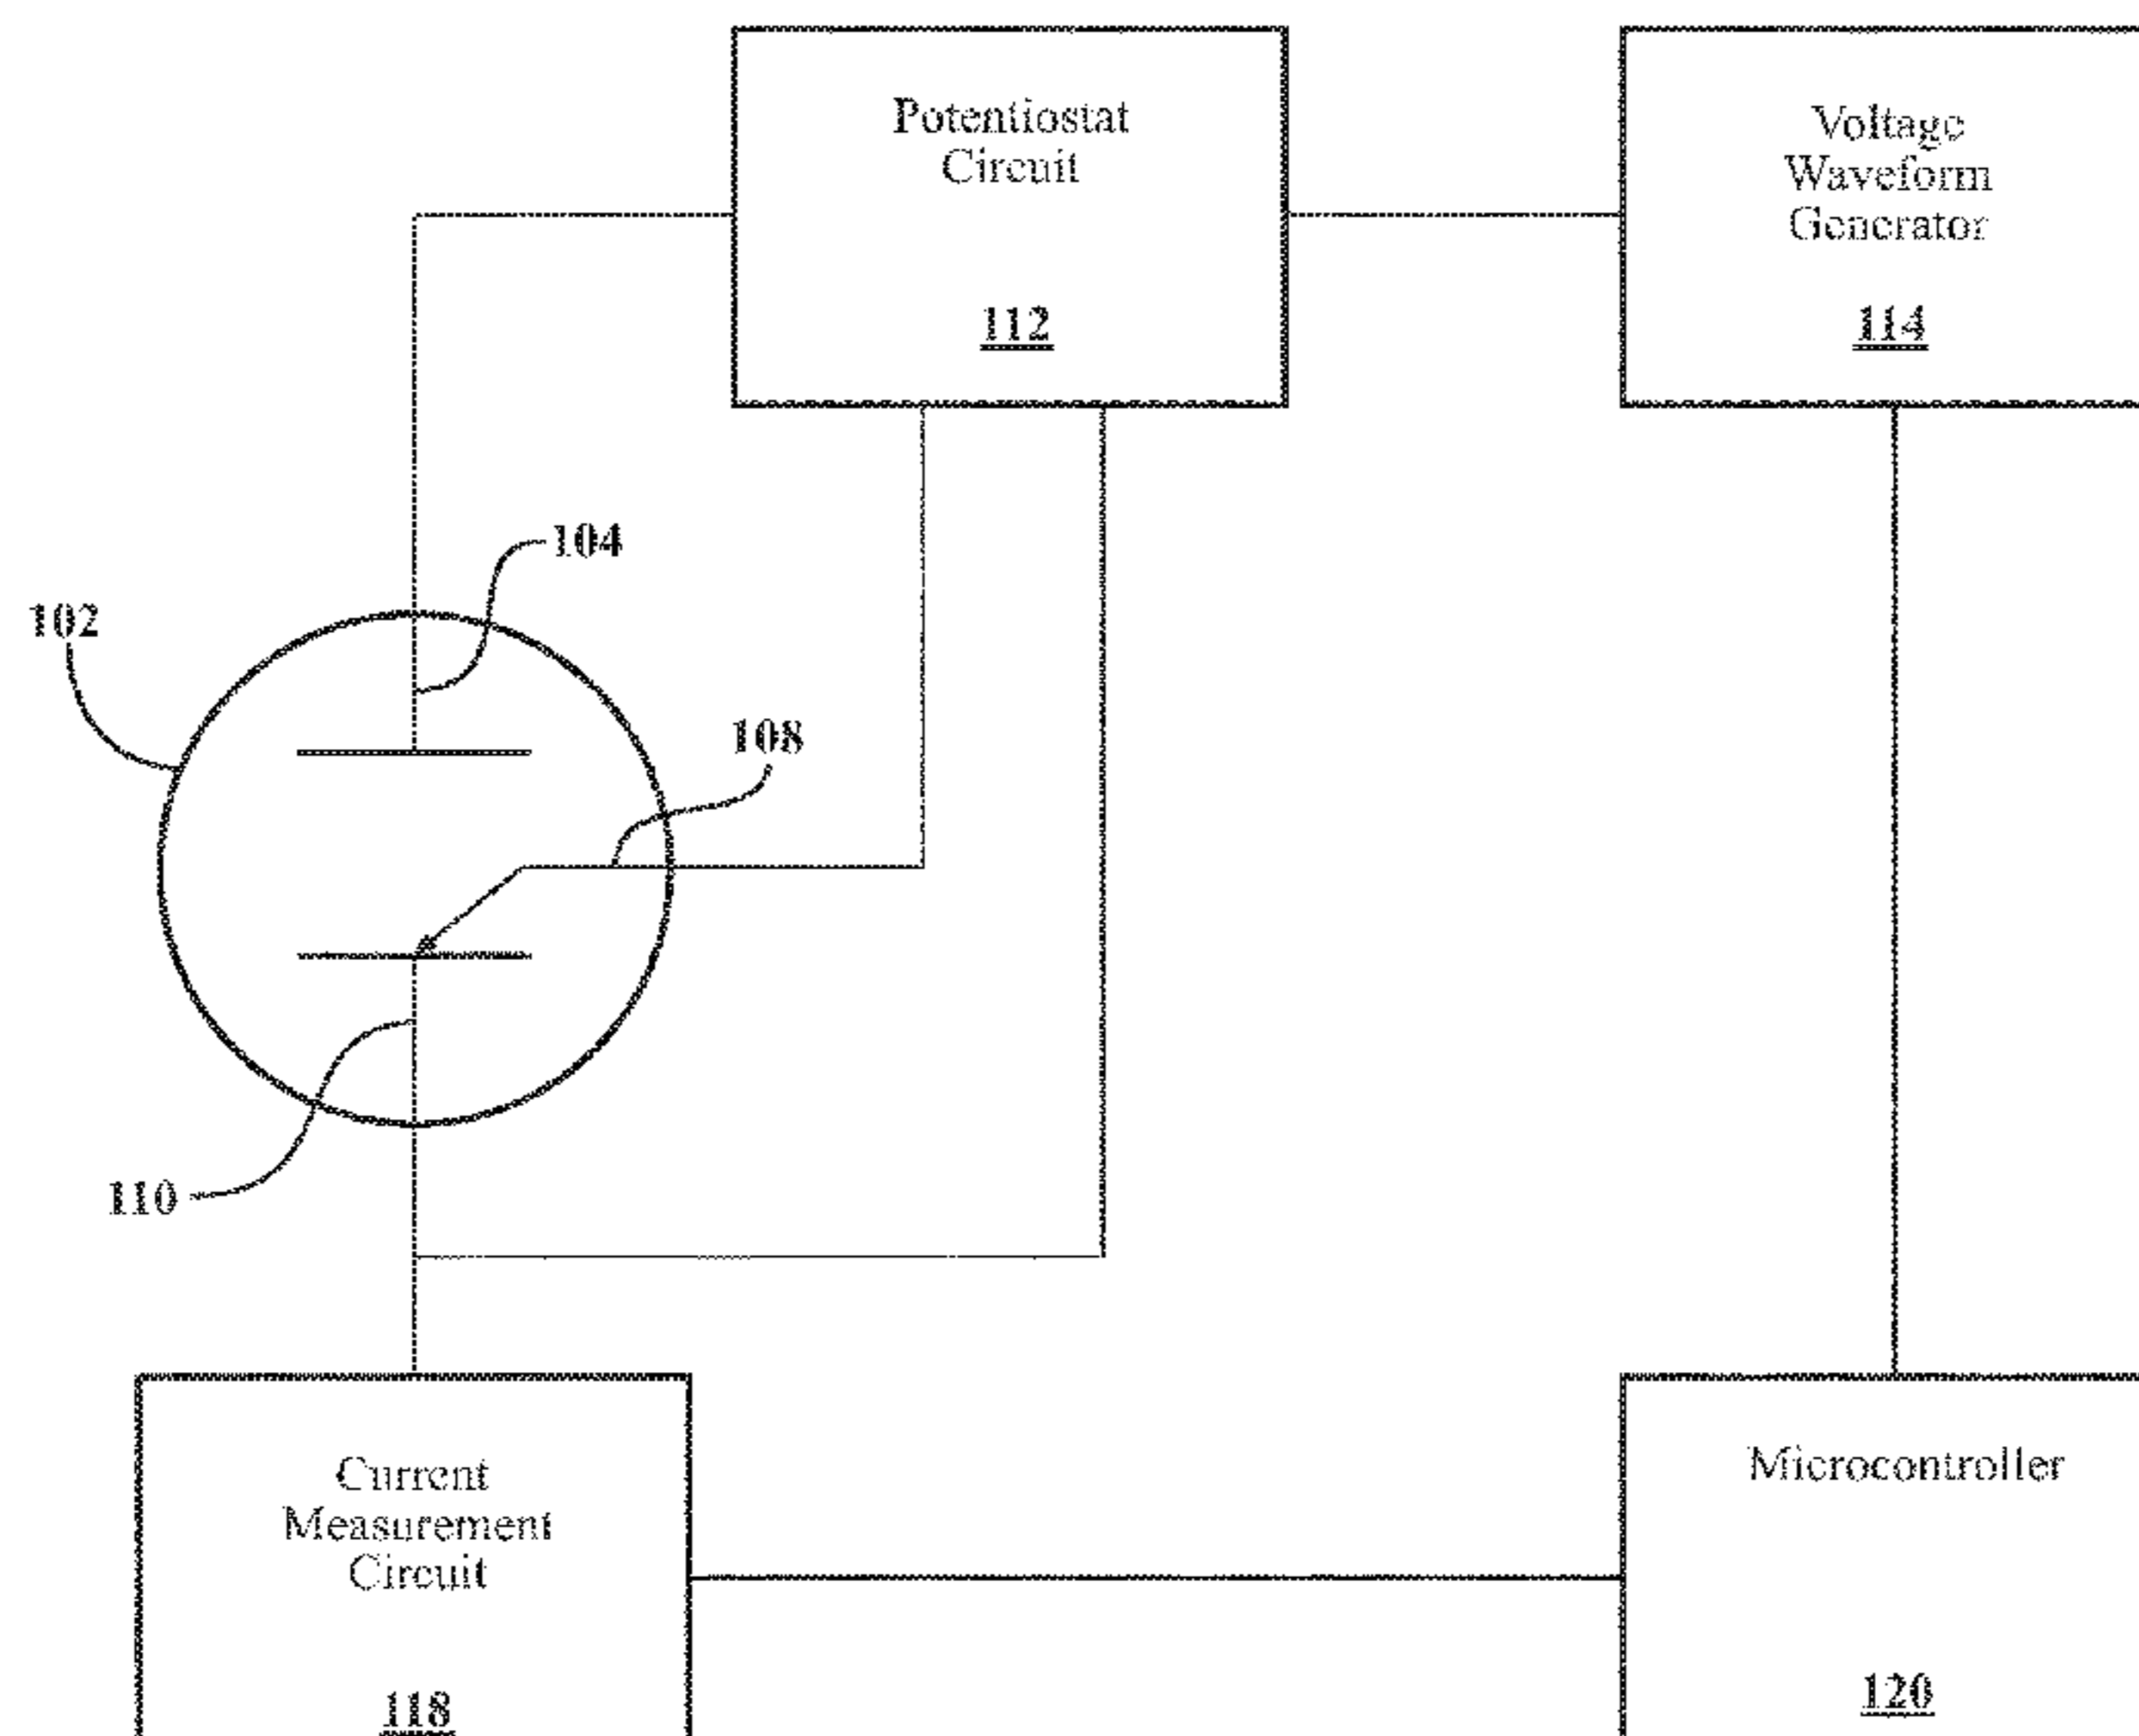 Potentiostat
Circuit
112
Voltage
Waveform
Generator
114
104
102
108
110
Current
Measurement
Circuit
118
Microcontroller
120